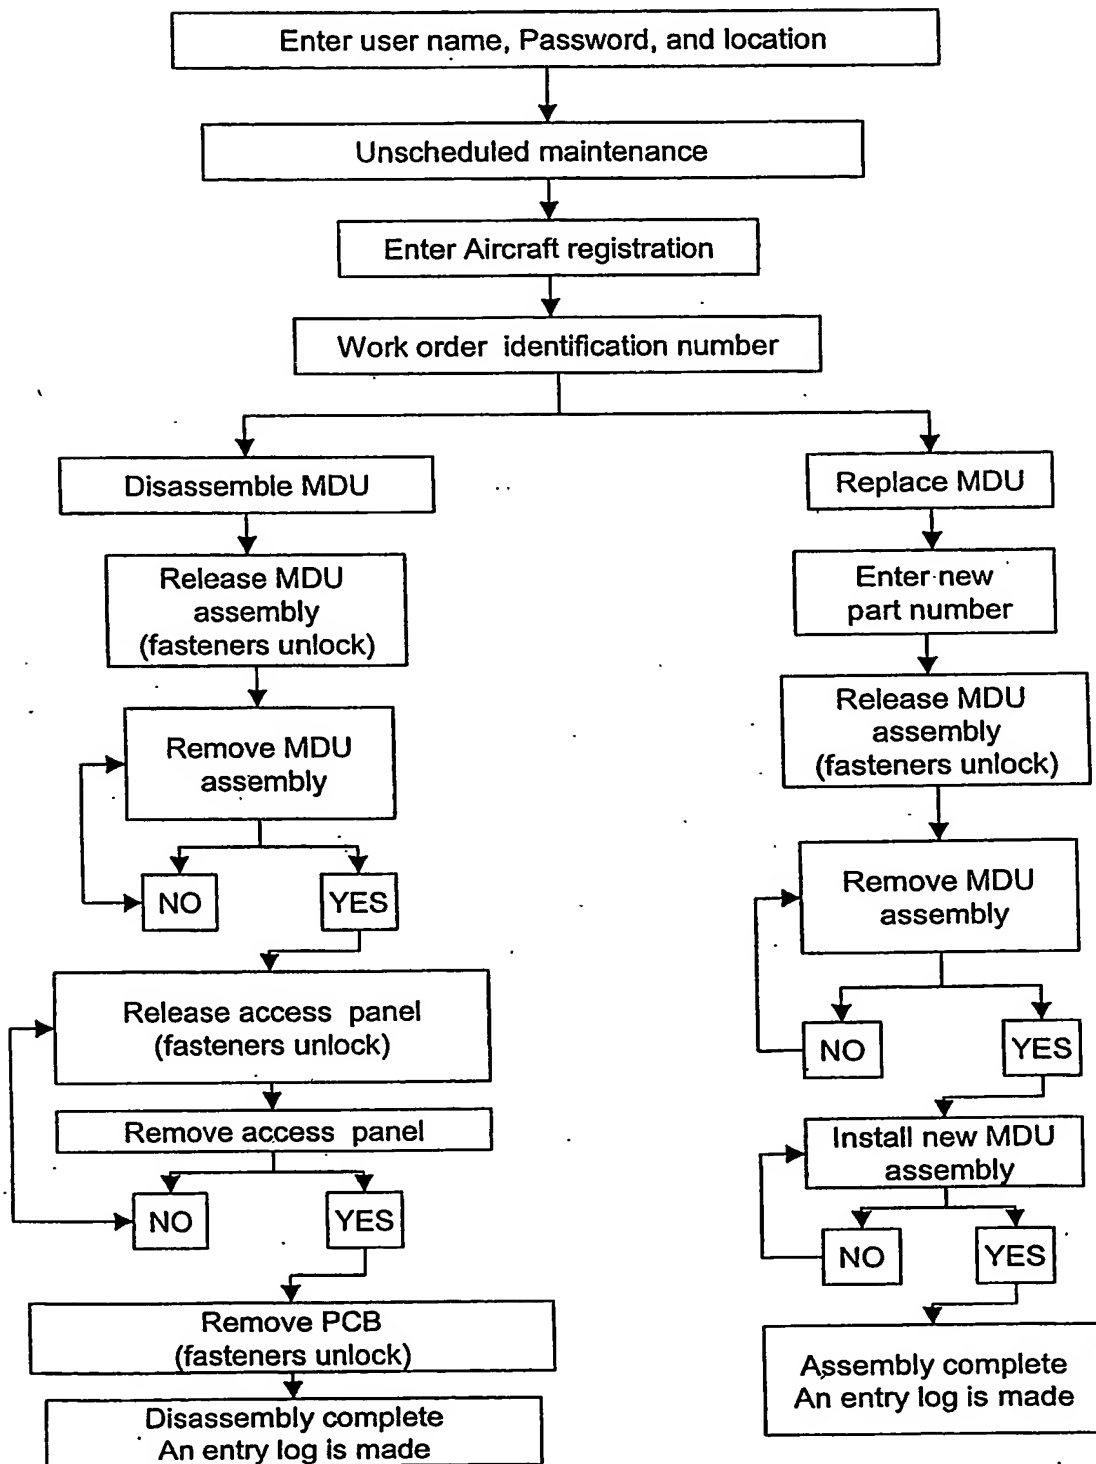 Enter user name, Password, and location
Unscheduled maintenance
Enter Aircraft registration
Work order identification number
Disassemble MDU
Release MDU
assembly
(fasteners unlock)
Remove MDU
assembly
NO
YES
Release access panel
(fasteners unlock)
Remove access panel
NO
YES
Remove PCB
(fasteners unlock)
Disassembly complete
An entry log is made
Replace MDU
Enter new
part number
Release MDU
assembly
(fasteners unlock)
Remove MDU
assembly
NO
YES
Install new MDU
assembly
NO
YES
Assembly complete
An entry log is made